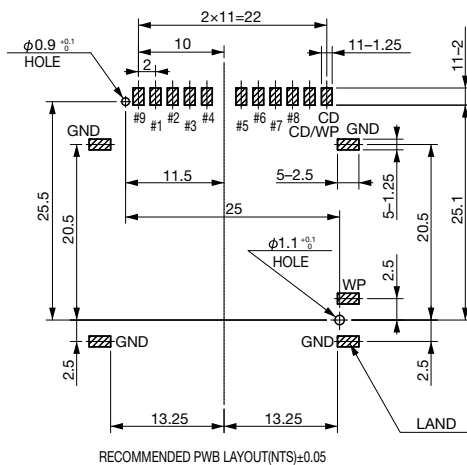 2×11=22
φ0.9 +0.1 0
HOLE
10
11–1.25
2
11–2
#9 #1 #2 #3 #4 #5 #6 #7 #8 CD
CD/WP
GND
GND
5–2.5
5–1.25
11.5
25
25.5
20.5
20.5
25.1
φ1.1 +0.1 0
HOLE
2.5
WP
GND
GND
2.5
2.5
13.25
13.25
LAND
RECOMMENDED PWB LAYOUT(NTS)±0.05